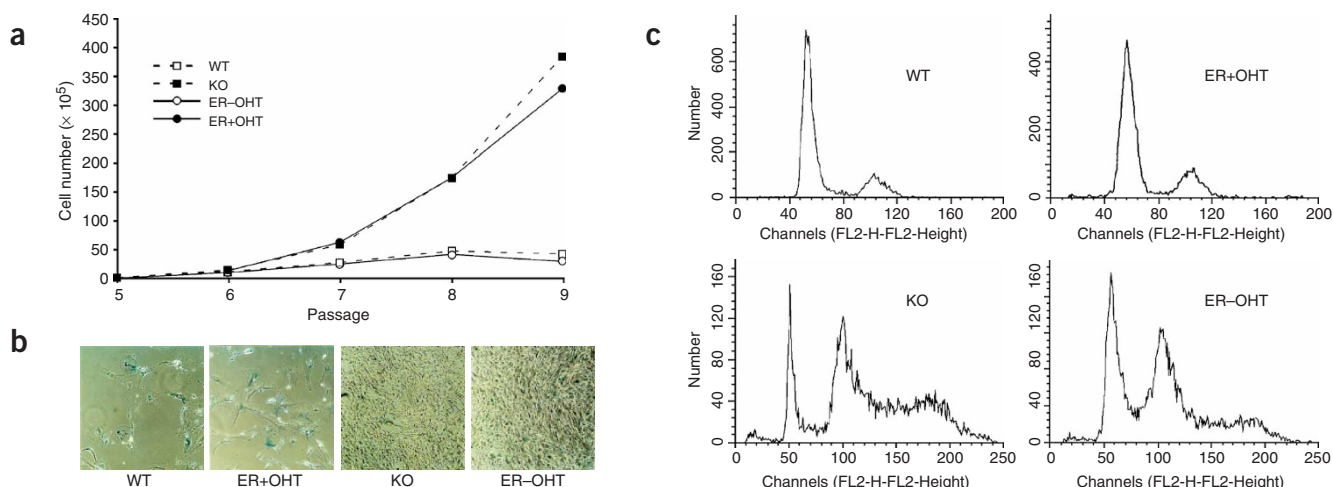 a
450
400
350
300
250
200
150
100
50
0
Cell number (× 10⁵)
WT
KO
ER–OHT
ER+OHT
5 6 7 8 9
Passage
b
WT ER+OHT KO ER–OHT
c
Number
600
400
200
0
WT
0 40 80 120 160 200
Channels (FL2-H-FL2-Height)
400
300
200
100
0
ER+OHT
0 40 80 120 160 200
Channels (FL2-H-FL2-Height)
Number
160
120
80
40
0
KO
0 50 100 150 200 250
Channels (FL2-H-FL2-Height)
160
120
80
40
0
ER–OHT
0 50 100 150 200 250
Channels (FL2-H-FL2-Height)